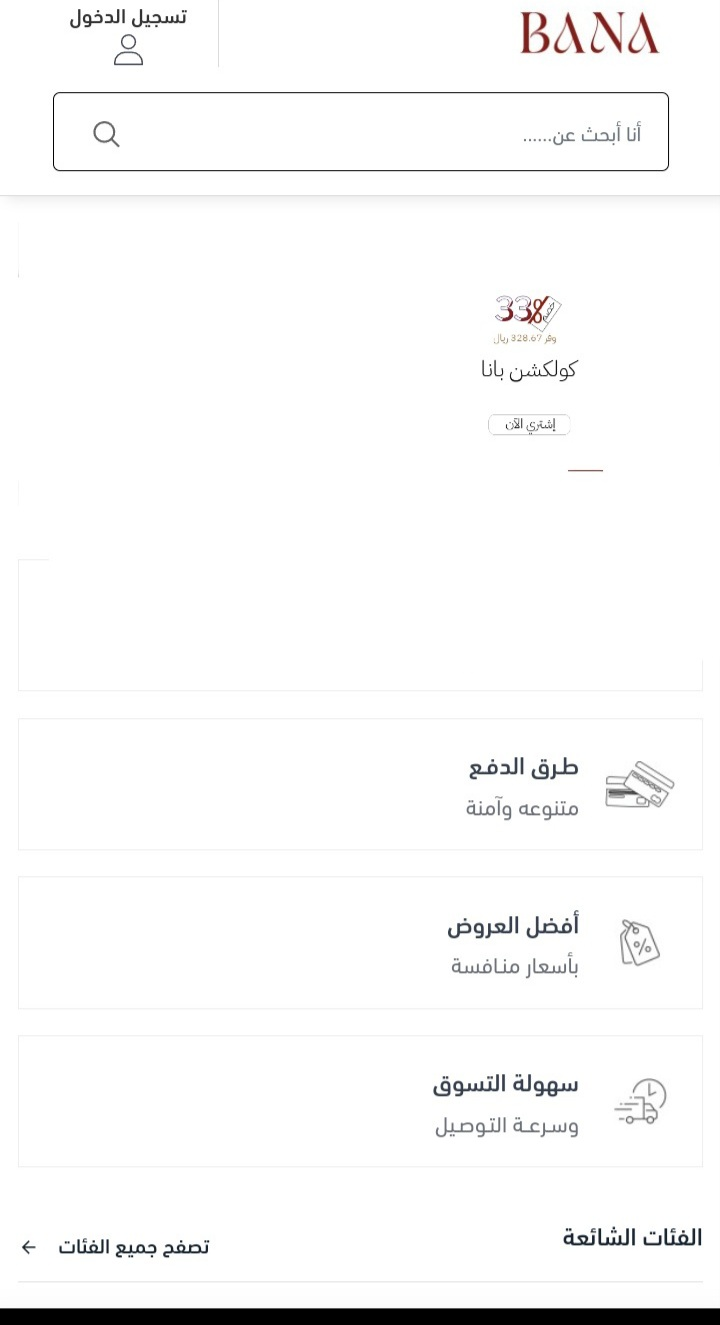 BANA
تسجيل الدخول
أنا أبحث عن......
33%
وفر 328.67 ريال
كولكشن بانا
إشتري الآن
طرق الدفع
متنوعه وآمنة
أفضل العروض
بأسعار منافسة
سهولة التسوق
وسرعة التوصيل
الفئات الشائعة
تصفح جميع الفئات